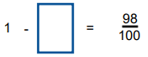 1 - = 98/100